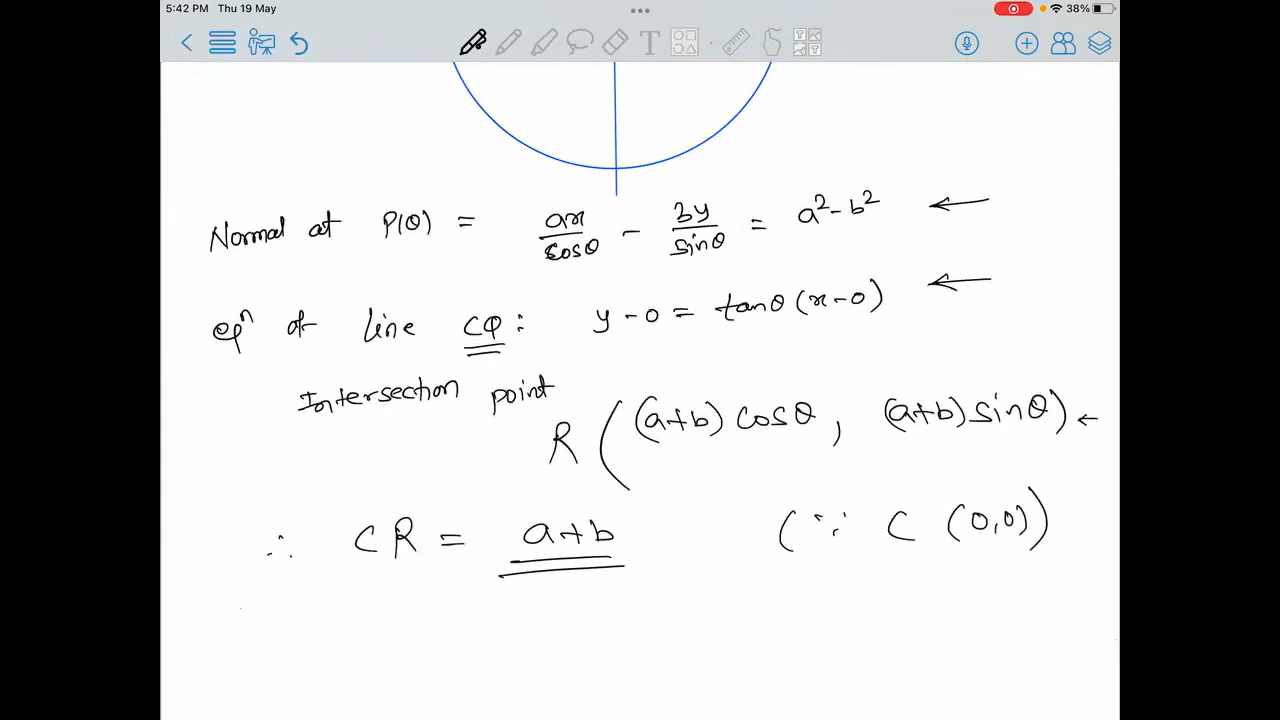 5:42 PM Thu 19 May
38%
Normal at P(θ) = ax/cosθ - by/sinθ = a² - b² ←
eqⁿ of line CQ : y - 0 = tanθ (x - 0) ←
Intersection point
R ((a+b) cosθ, (a+b) sinθ) ←
∴ CR = a+b (∵ C (0,0))